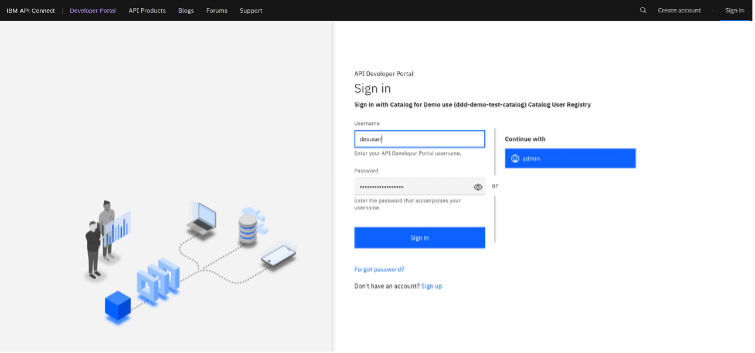 IBM API Connect
Developer Portal
API Products
Blogs
Forums
Support
Create account
Sign in
API Developer Portal
Sign in
Sign in with Catalog for Demo use (ddd-demo-test-catalog) Catalog User Registry
Username
devuser
Enter your API Developer Portal username.
Password
••••••••••••••••••
Enter the password that accompanies your
username.
Sign in
or
Continue with
admin
Forgot password?
Don't have an account? Sign up